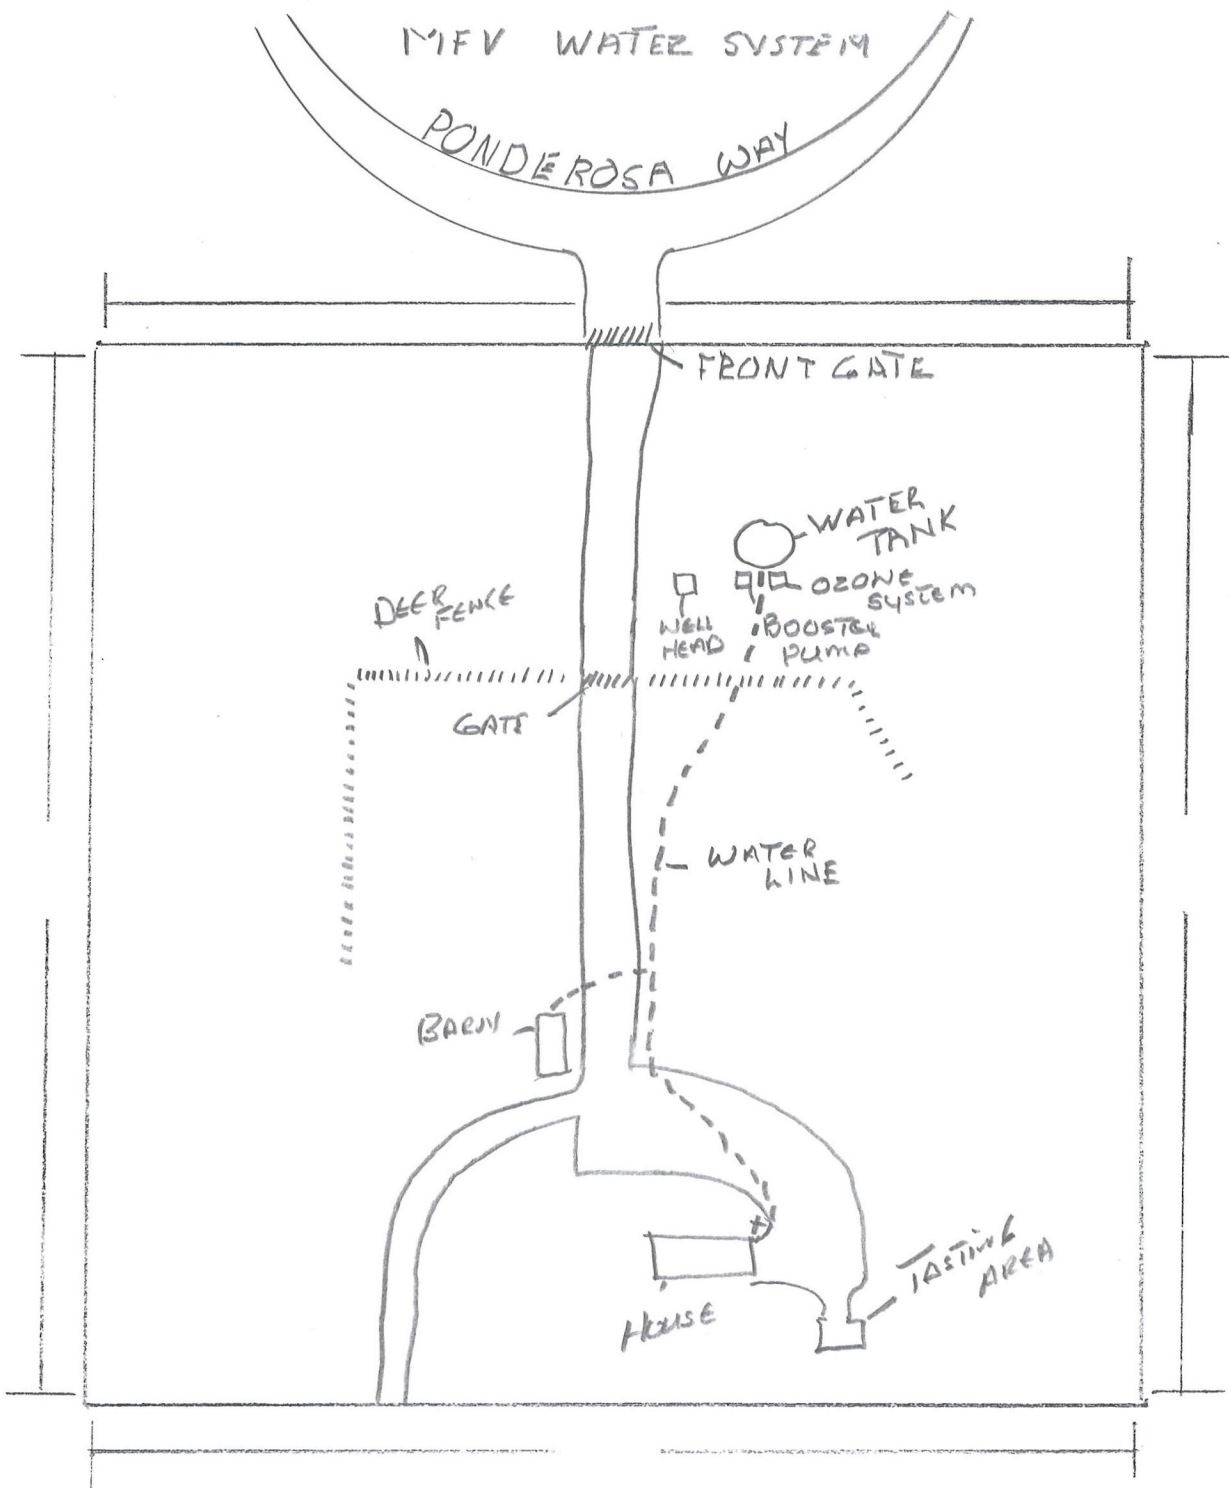 MFV WATER SYSTEM
PONDEROSA WAY
FRONT GATE
WATER
TANK
OZONE
SYSTEM
DEER
FENCE
WELL
HEAD
BOOSTER
PUMP
GATE
WATER
LINE
BARN
TASTING
AREA
HOUSE